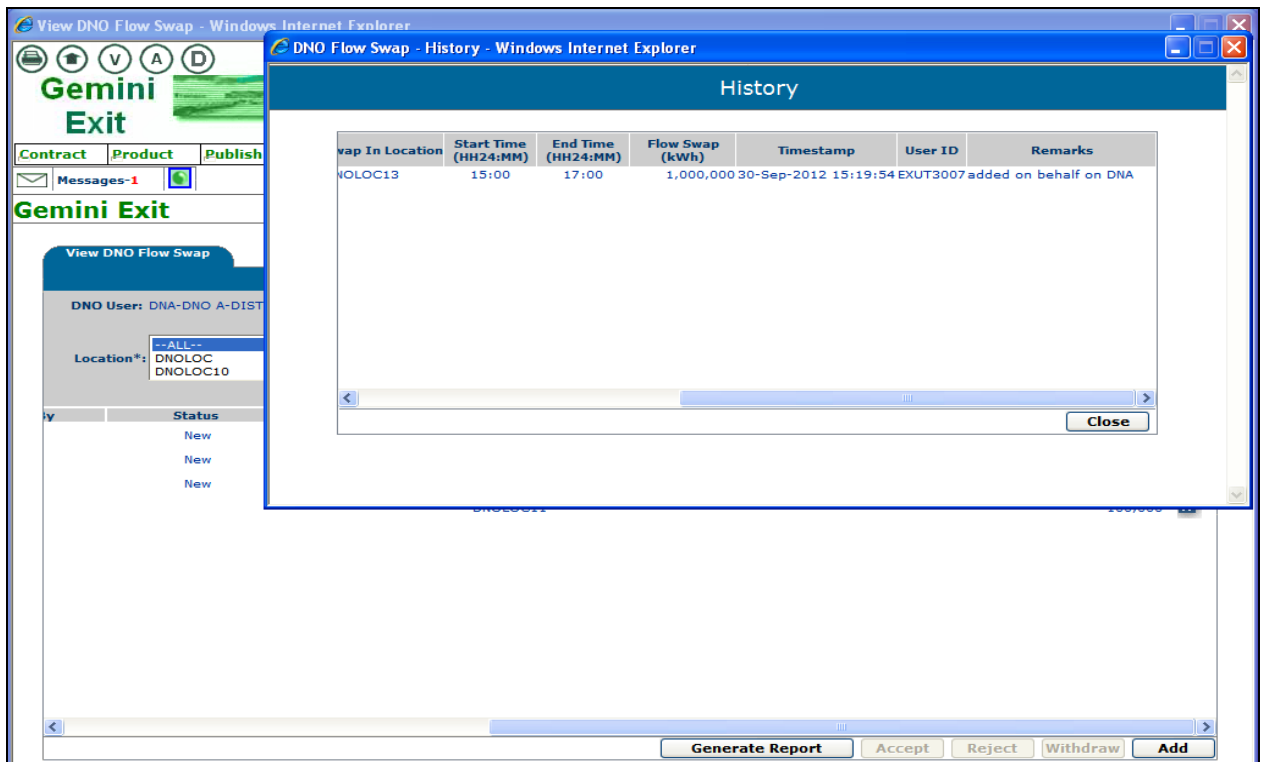 View DNO Flow Swap - Windows Internet Explorer
DNO Flow Swap - History - Windows Internet Explorer
V A D
Gemini
Exit
History
Contract Product Publish
Messages-1
Gemini Exit
Location Start Time (HH24:MM) End Time (HH24:MM) Flow Swap (kWh) Timestamp User ID Remarks
15:00 17:00 1,000,000 30-Sep-2012 15:19:54 EXUT3007 added on behalf on DNA
View DNO Flow Swap
DNO User: DNA-DNO A-DIST
Location*: --ALL--
DNOLOC
DNOLOC10
Status
New
New
New
Close
Generate Report Accept Reject Withdraw Add